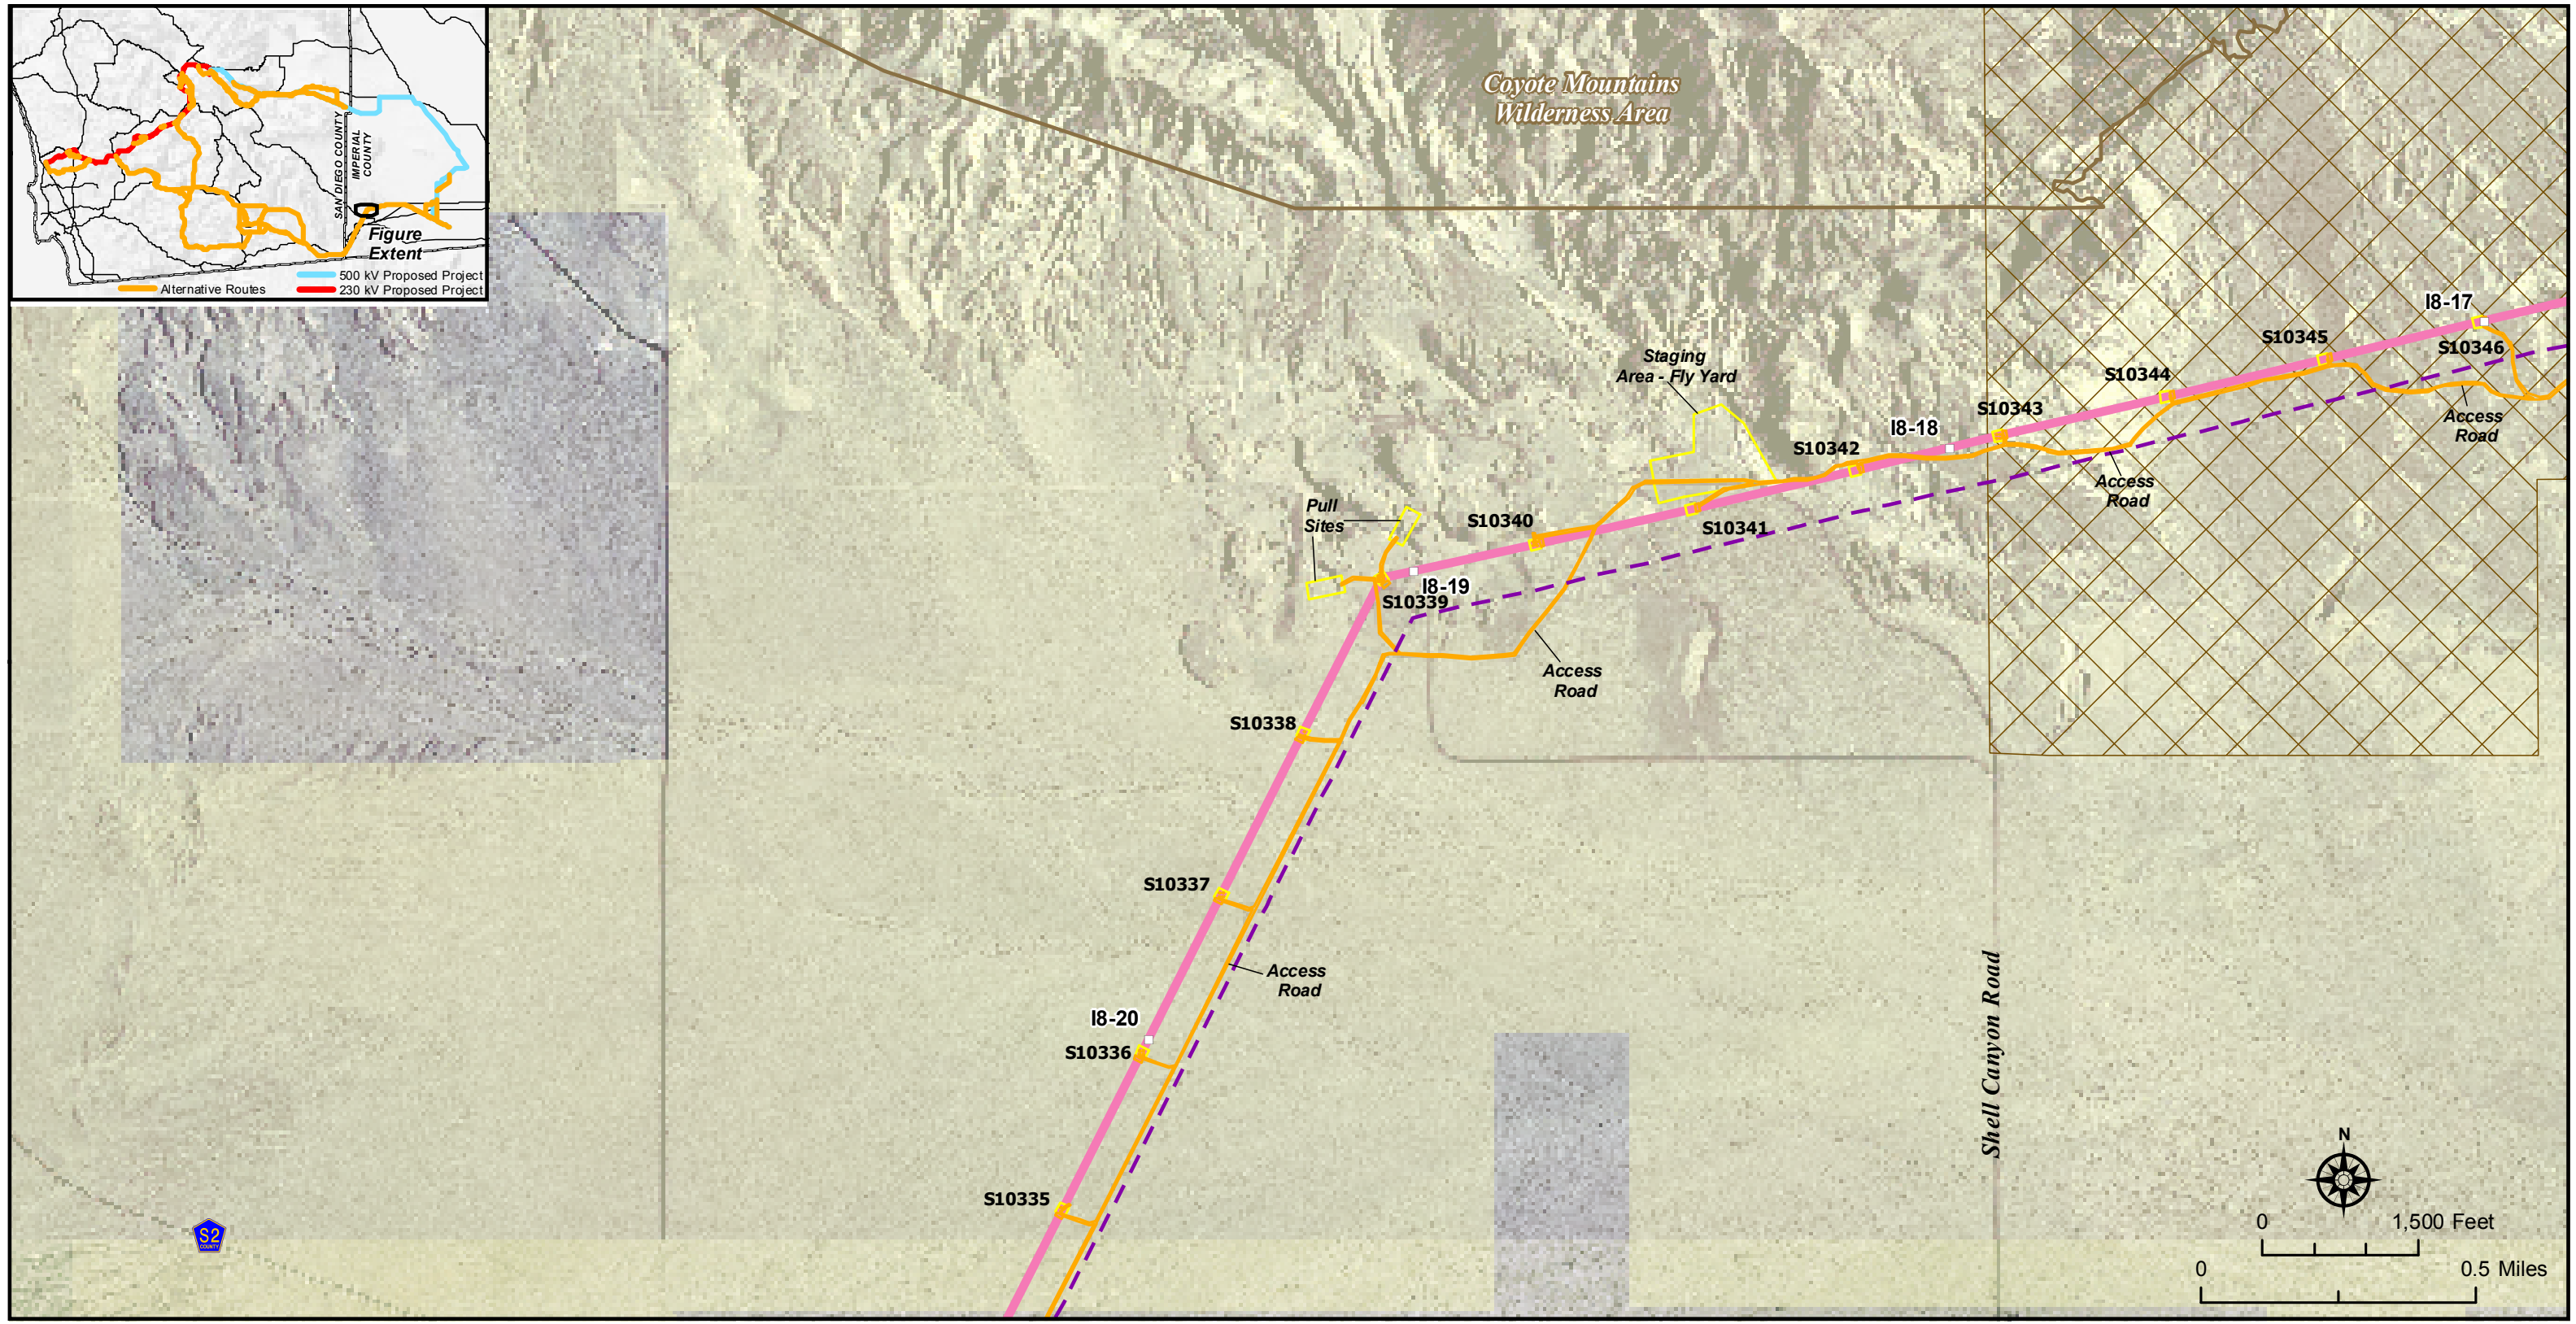 SAN DIEGO COUNTY
IMPERIAL
COUNTY
Figure
Extent
500 kV Proposed Project
Alternative Routes
230 kV Proposed Project
Coyote Mountains
Wilderness Area
I8-17
S10345
S10346
Staging
Area - Fly Yard
S10344
S10343
Access
Road
I8-18
S10342
Access
Road
Pull
Sites
S10340
S10341
I8-19
S10339
Access
Road
S10338
S10337
Access
Road
I8-20
S10336
Shell Canyon Road
S10335
S2
COUNTY
N
0 1,500 Feet
0 0.5 Miles